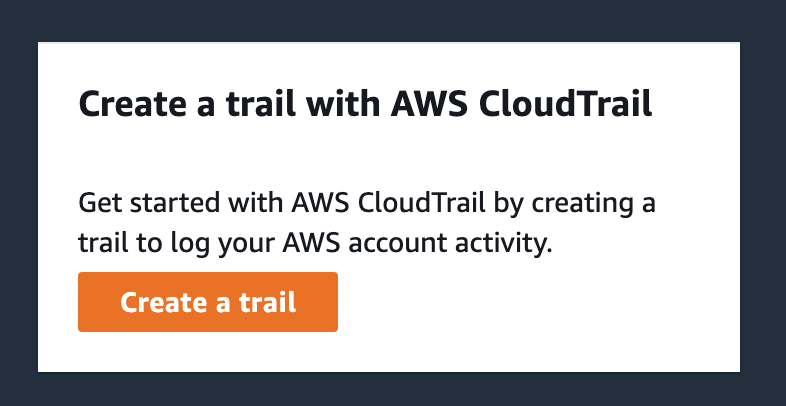 Create a trail with AWS CloudTrail
Get started with AWS CloudTrail by creating a
trail to log your AWS account activity.
Create a trail